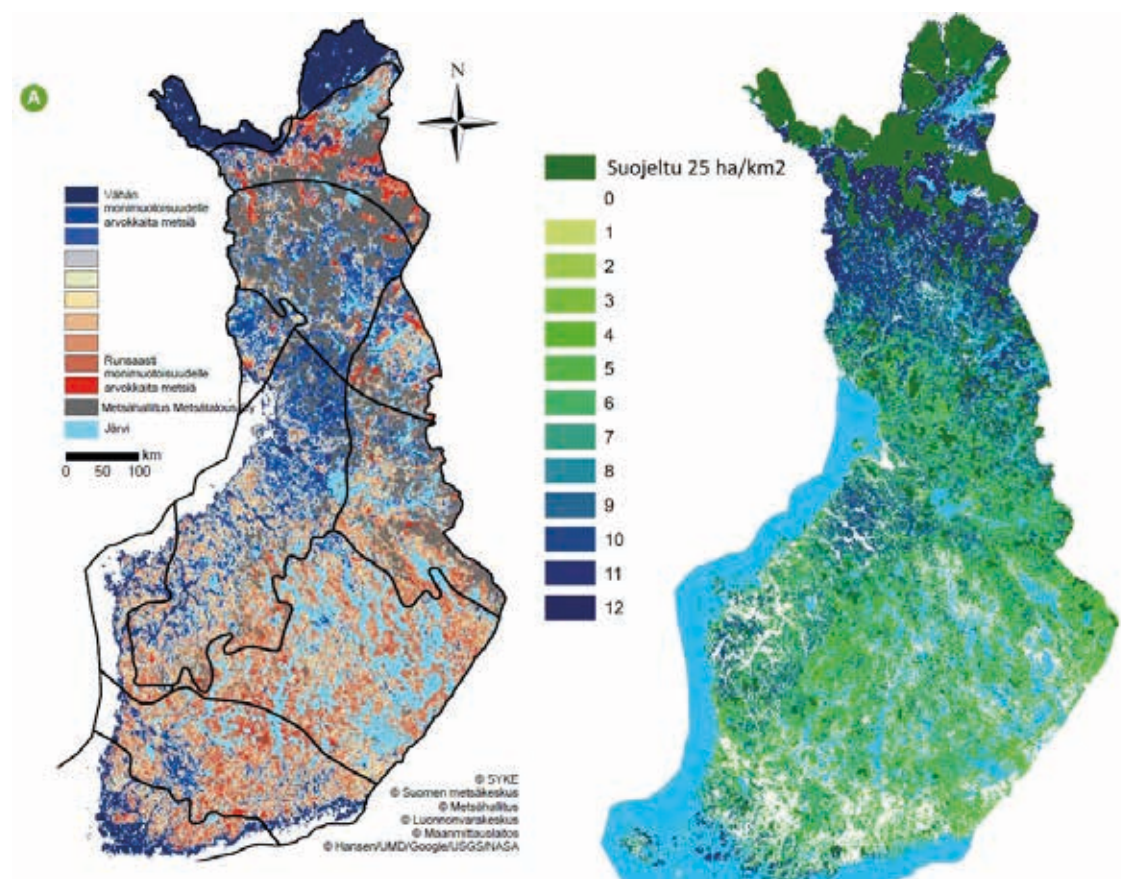 A
N
Vähän
monimuotoisuudelle
arvokkaita metsiä
Runsaasti
monimuotoisuudelle
arvokkaita metsiä
Metsähallitus Metsätalous Oy
Järvi
km
0 50 100
© SYKE
© Suomen metsäkeskus
© Metsähallitus
© Luonnonvarakeskus
© Maanmittauslaitos
© Hansen/UMD/Google/USGS/NASA
Suojeltu 25 ha/km2
0
1
2
3
4
5
6
7
8
9
10
11
12